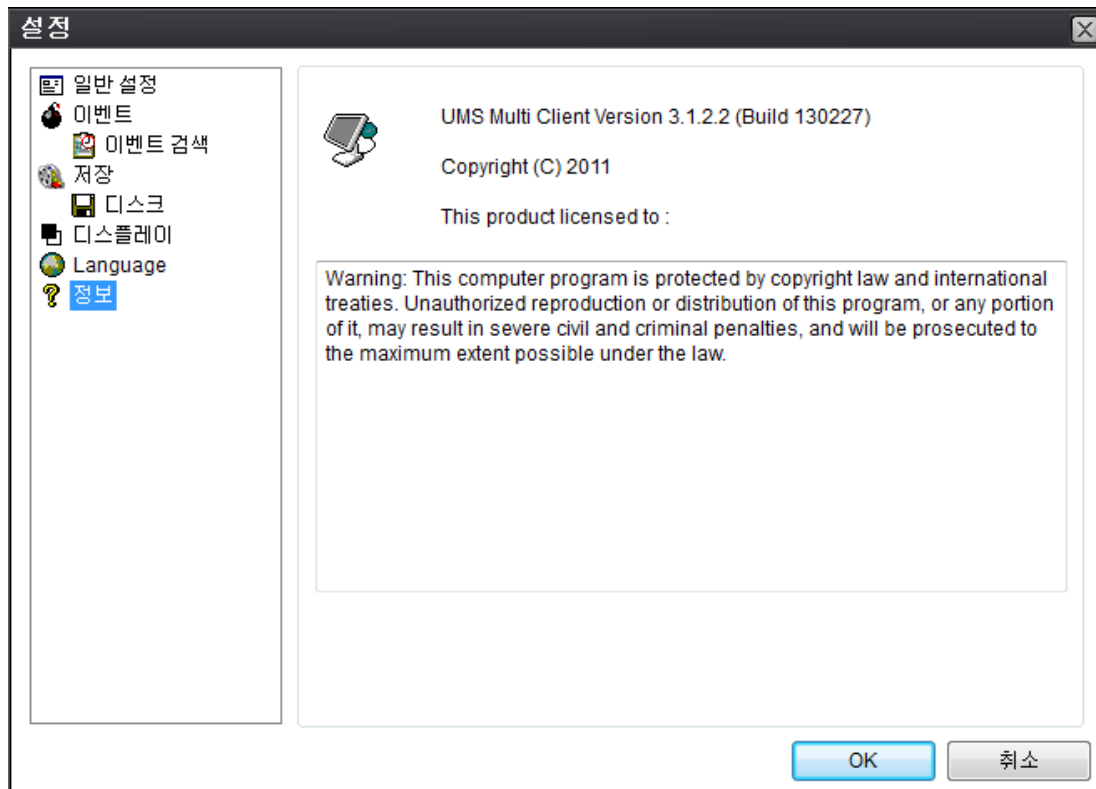 설정
일반 설정
이벤트
이벤트 검색
저장
디스크
디스플레이
Language
정보
UMS Multi Client Version 3.1.2.2 (Build 130227)
Copyright (C) 2011
This product licensed to :
Warning: This computer program is protected by copyright law and international
treaties. Unauthorized reproduction or distribution of this program, or any portion
of it, may result in severe civil and criminal penalties, and will be prosecuted to
the maximum extent possible under the law.
OK
취소